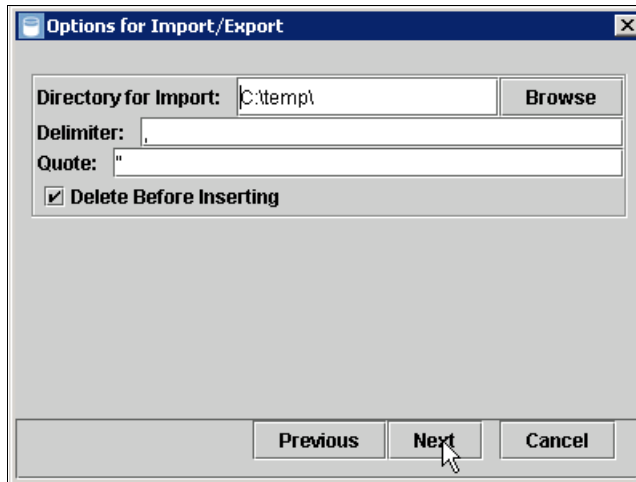 Options for Import/Export
Directory for Import: C:\temp\ Browse
Delimiter: ,
Quote: "
Delete Before Inserting
Previous Next Cancel